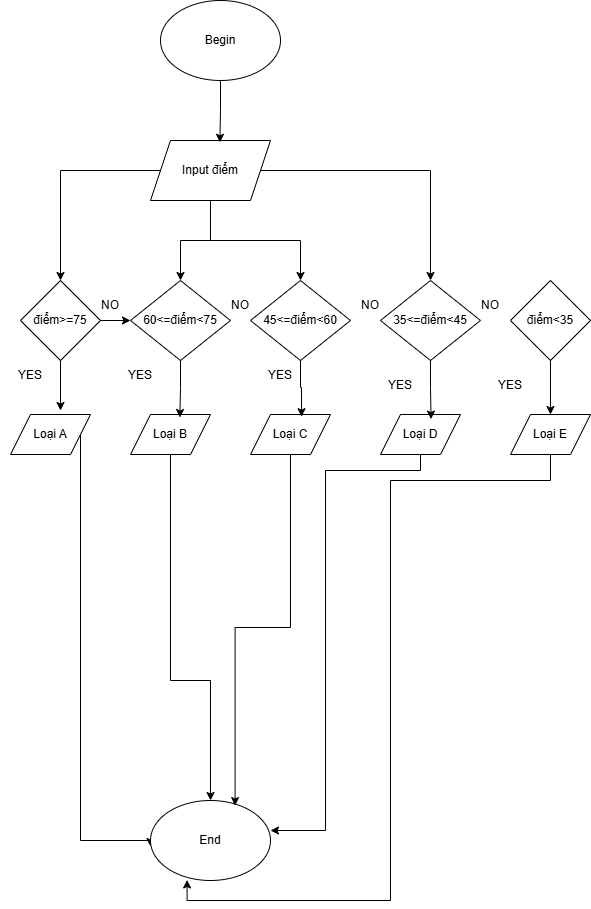 Begin
Input điểm
điểm>=75
NO
60<=điểm<75
NO
45<=điểm<60
NO
35<=điểm<45
NO
điểm<35
YES
YES
YES
YES
YES
Loại A
Loại B
Loại C
Loại D
Loại E
End